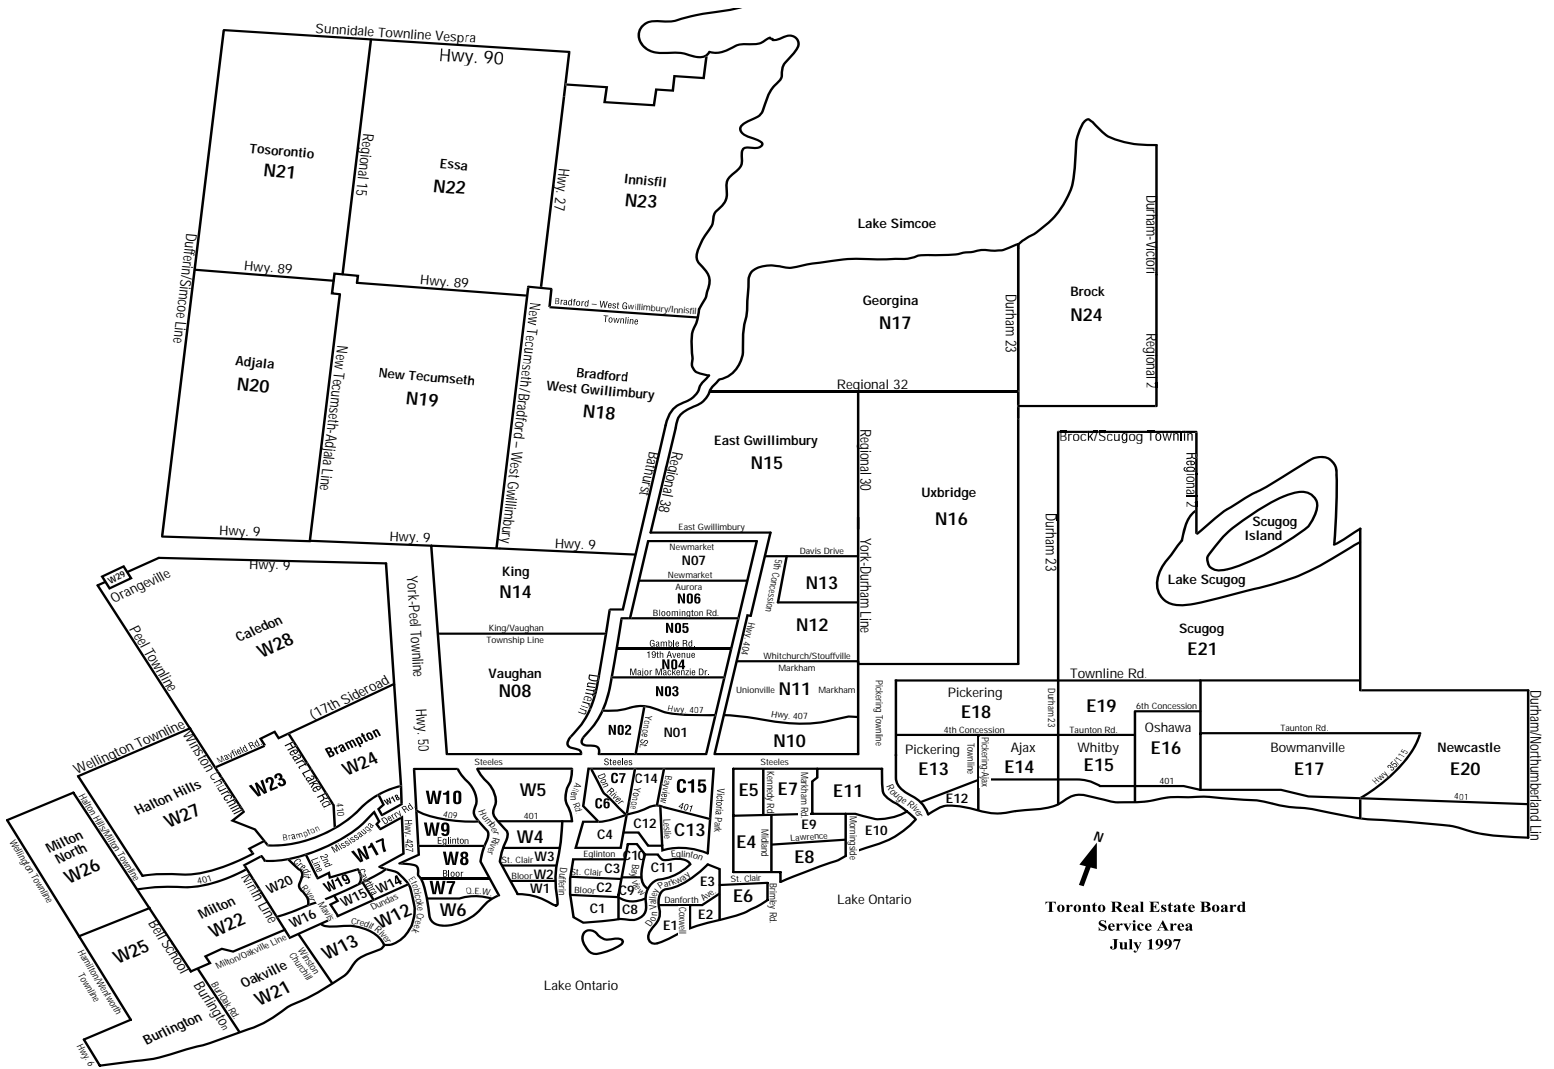 Sunnidale Townline Vespra
Hwy. 90
Tosorontio
N21
Regional 15
Essa
N22
Hwy. 27
Innisfil
N23
Dufferin/Simcoe Line
Hwy. 89
Hwy. 89
Bradford – West Gwillimbury/Innisfil
Townline
Adjala
N20
New Tecumseth-Adjala Line
New Tecumseth
N19
New Tecumseth/Bradford – West Gwillimbury
Bradford
West Gwillimbury
N18
Hwy. 9
Hwy. 9
Hwy. 9
Bathurst
Regional 38
Lake Simcoe
Georgina
N17
Durham 23
Brock
N24
Durham-Victori
Regional 2
Regional 32
East Gwillimbury
N15
Regional 30
York-Durham Line
Uxbridge
N16
Durham 23
Brock/Scugog Townlin
Regional 2
Scugog
Island
Lake Scugog
Scugog
E21
Townline Rd.
W29
Orangeville
Hwy. 9
Peel Townline
Caledon
W28
(17th Sideroad
York-Peel Townline
Hwy. 50
King
N14
King/Vaughan
Township Line
Vaughan
N08
Dufferin
East Gwillimbury
Newmarket
N07
Newmarket
Aurora
N06
Bloomington Rd.
N05
Gamble Rd.
19th Avenue
N04
Major Mackenzie Dr.
N03
Hwy. 407
N02
Yonge St.
N01
Hwy. 404
Davis Drive
5th Concession
N13
N12
Whitchurch/Stouffville
Markham
Unionville
N11
Markham
Hwy. 407
N10
Pickering Townline
Pickering
E18
4th Concession
Durham23
E19
Taunton Rd.
6th Concession
Oshawa
E16
Pickering
E13
Townline
Pickering-Ajax
Ajax
E14
Whitby
E15
401
E12
Taunton Rd.
Bowmanville
E17
Hwy. 35/115
Newcastle
E20
401
Durham/Northumberland Lin
Wellington Townline
Winston Churchill
Mayfield Rd.
Heart Lake Rd
Brampton
W24
W23
410
Halton Hills
W27
Halton Hills/Milton Townline
Milton
North
W26
Wellington Townline
Brampton
Mississauga
W18
Derry Rd.
Hwy. 427
W17
2nd
Line
Credit
River
401
W20
W19
W15
W14
Dundas
Mavis
W16
W12
Credit River
Etobicoke Creek
W13
Ninth Line
Milton
W22
Milton/Oakville Line
Winston
Churchill
Oakville
W21
Bell School
W25
Hamilton/Wentworth
Townline
Burl/Oak Rd.
Burlington
Burlington
Hwy. 6
Steeles
Steeles
Steeles
W10
409
W9
Eglinton
W8
Bloor
W7
Q.E.W.
W6
Humber River
W5
401
W4
St. Clair
W3
Bloor
W2
W1
Dufferin
Allen Rd
C7
Don River
C6
C14
Yonge
Bayview
C15
401
C4
C12
Leslie
C13
Victoria Park
Eglinton
C10
Eglinton
St. Clair
C3
Bayview
C11
Bloor
C2
C9
C1
C8
Don Valley
Parkway
E3
Danforth Ave
E1
Coxwell
E2
St. Clair
E6
Brimley Rd.
E5
Kennedy Rd.
E7
Markham Rd.
E11
Rouge River
E9
Lawrence
E4
Midland
E8
Morningside
E10
Lake Ontario
Lake Ontario
N
Toronto Real Estate Board
Service Area
July 1997